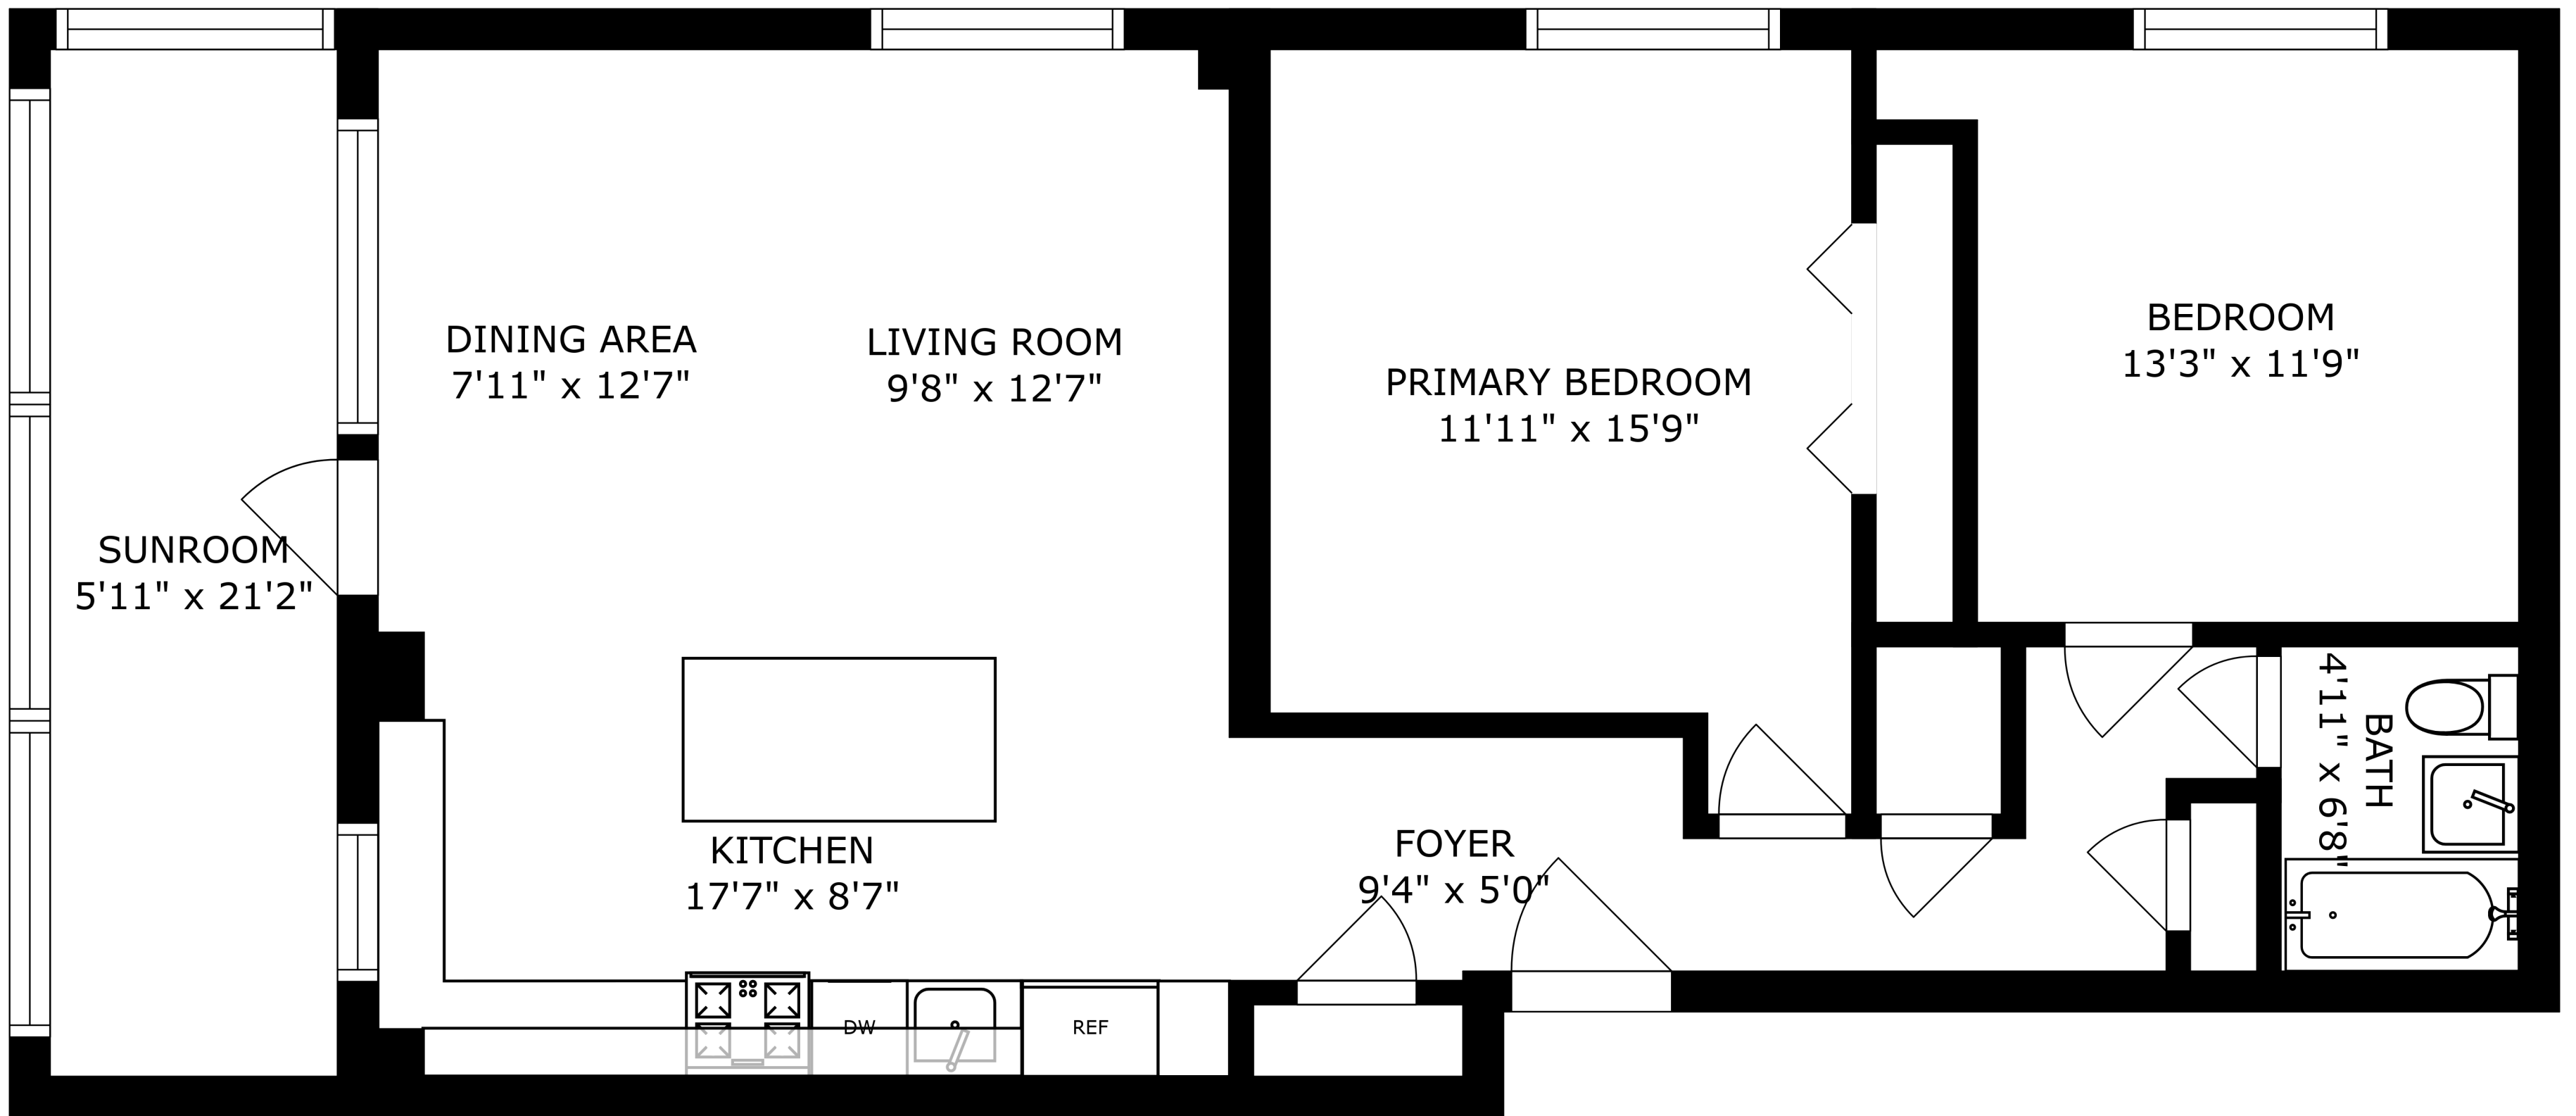 DINING AREA
7'11" x 12'7"
LIVING ROOM
9'8" x 12'7"
PRIMARY BEDROOM
11'11" x 15'9"
BEDROOM
13'3" x 11'9"
SUNROOM
5'11" x 21'2"
KITCHEN
17'7" x 8'7"
FOYER
9'4" x 5'0"
BATH
4'11" x 6'8"
DW
REF